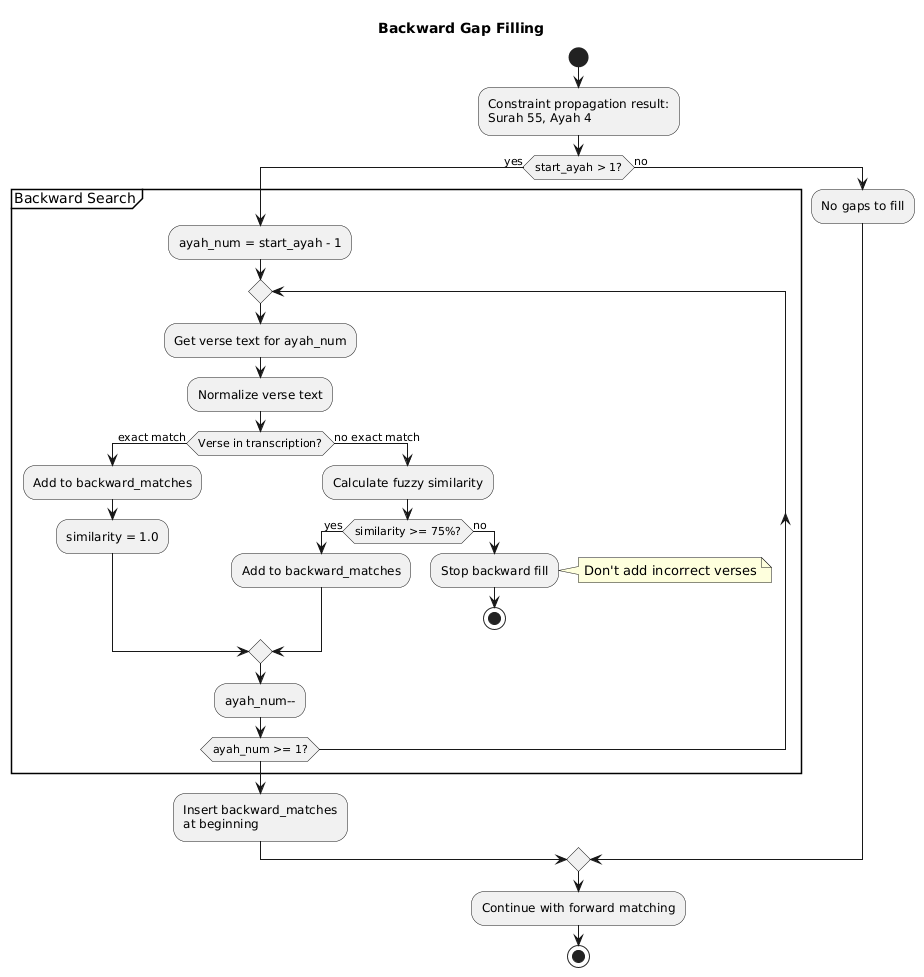 Backward Gap Filling
Constraint propagation result:
Surah 55, Ayah 4
yes
start_ayah > 1?
no
Backward Search
No gaps to fill
ayah_num = start_ayah - 1
Get verse text for ayah_num
Normalize verse text
exact match
Verse in transcription?
no exact match
Add to backward_matches
Calculate fuzzy similarity
similarity = 1.0
yes
similarity >= 75%?
no
Add to backward_matches
Stop backward fill
Don't add incorrect verses
ayah_num--
ayah_num >= 1?
Insert backward_matches
at beginning
Continue with forward matching